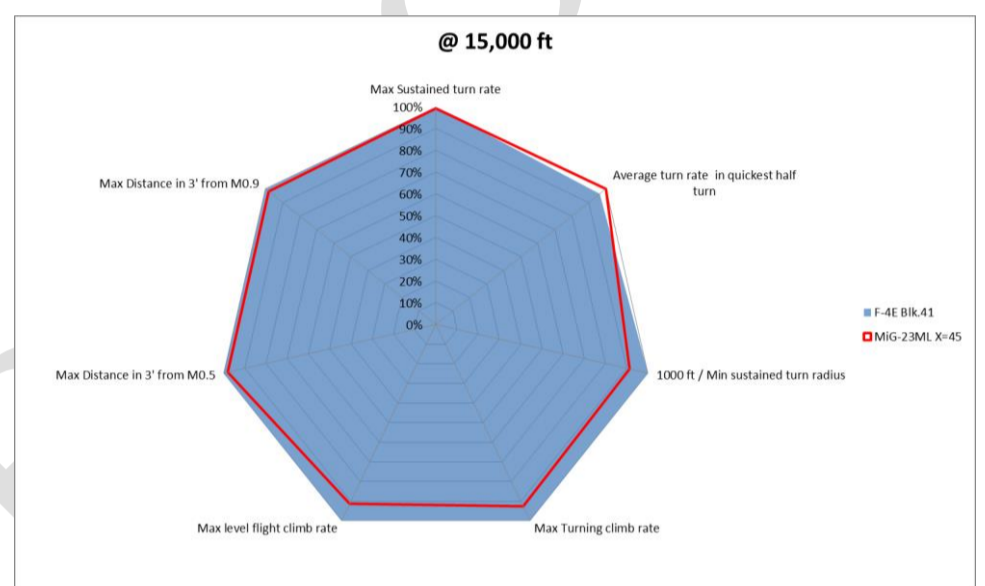 @ 15,000 ft
Max Sustained turn rate
100%
90%
80%
70%
60%
50%
40%
30%
20%
10%
0%
Average turn rate in quickest half
turn
1000 ft / Min sustained turn radius
Max Turning climb rate
Max level flight climb rate
Max Distance in 3' from M0.5
Max Distance in 3' from M0.9
F-4E Blk.41
MiG-23ML X=45